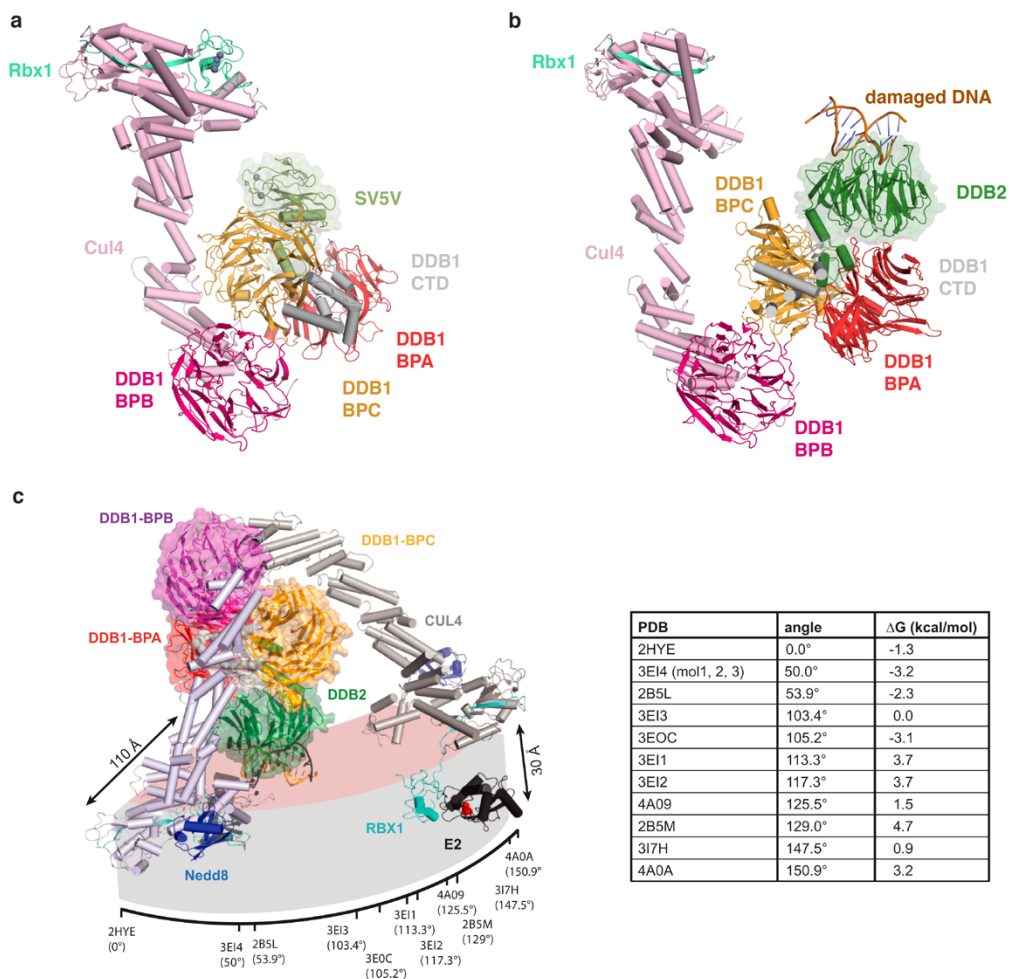 a
Rbx1
SV5V
Cul4
DDB1
CTD
DDB1
BPA
DDB1
BPB
DDB1
BPC
b
Rbx1
damaged DNA
DDB1
BPC
DDB2
Cul4
DDB1
CTD
DDB1
BPA
DDB1
BPB
c
DDB1-BPB
DDB1-BPC
DDB1-BPA
CUL4
DDB2
110 Å
30 Å
RBX1
E2
Nedd8
2HYE
(0°)
3EI4
(50°)
2B5L
(53.9°)
3EI3
(103.4°)
3E0C
(105.2°)
3EI1
(113.3°)
3EI2
(117.3°)
4A09
(125.5°)
2B5M
(129°)
3I7H
(147.5°)
4A0A
(150.9°
PDB angle ΔG (kcal/mol)
2HYE 0.0° -1.3
3EI4 (mol1, 2, 3) 50.0° -3.2
2B5L 53.9° -2.3
3EI3 103.4° 0.0
3EOC 105.2° -3.1
3EI1 113.3° 3.7
3EI2 117.3° 3.7
4A09 125.5° 1.5
2B5M 129.0° 4.7
3I7H 147.5° 0.9
4A0A 150.9° 3.2